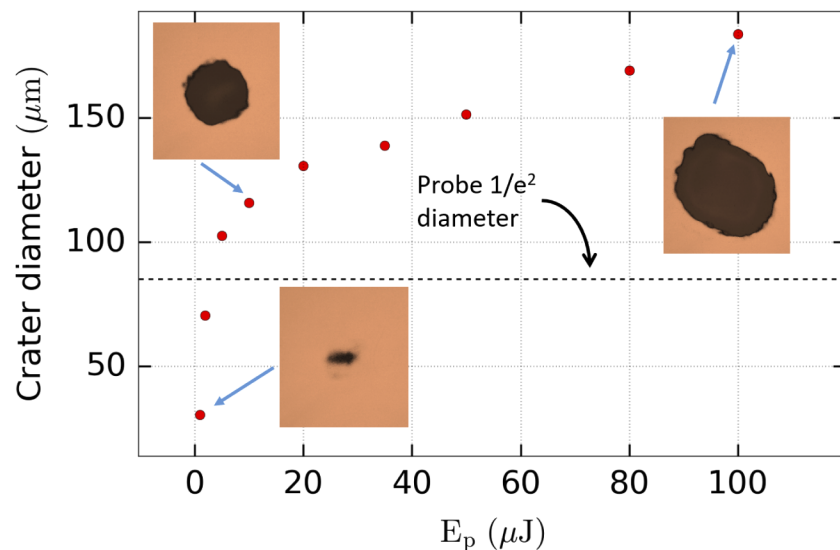 Crater diameter (μm)
150
100
50
Probe 1/e²
diameter
0
20
40
60
80
100
E_p (μJ)